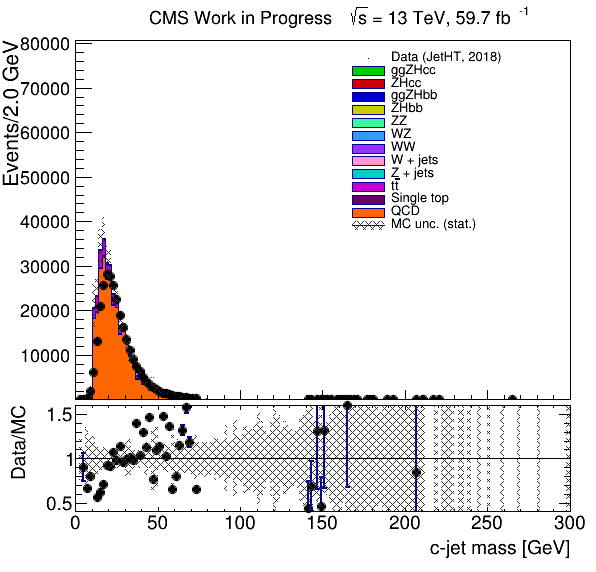 CMS Work in Progress √s = 13 TeV, 59.7 fb⁻¹
Events/2.0 GeV
80000
70000
60000
50000
40000
30000
20000
10000
Data (JetHT, 2018)
ggZHcc
ZHcc
ggZHbb
ZHbb
ZZ
WZ
WW
W + jets
Z + jets
tt̅
Single top
QCD
MC unc. (stat.)
Data/MC
1.5
1
0.5
0 50 100 150 200 250 300
c-jet mass [GeV]